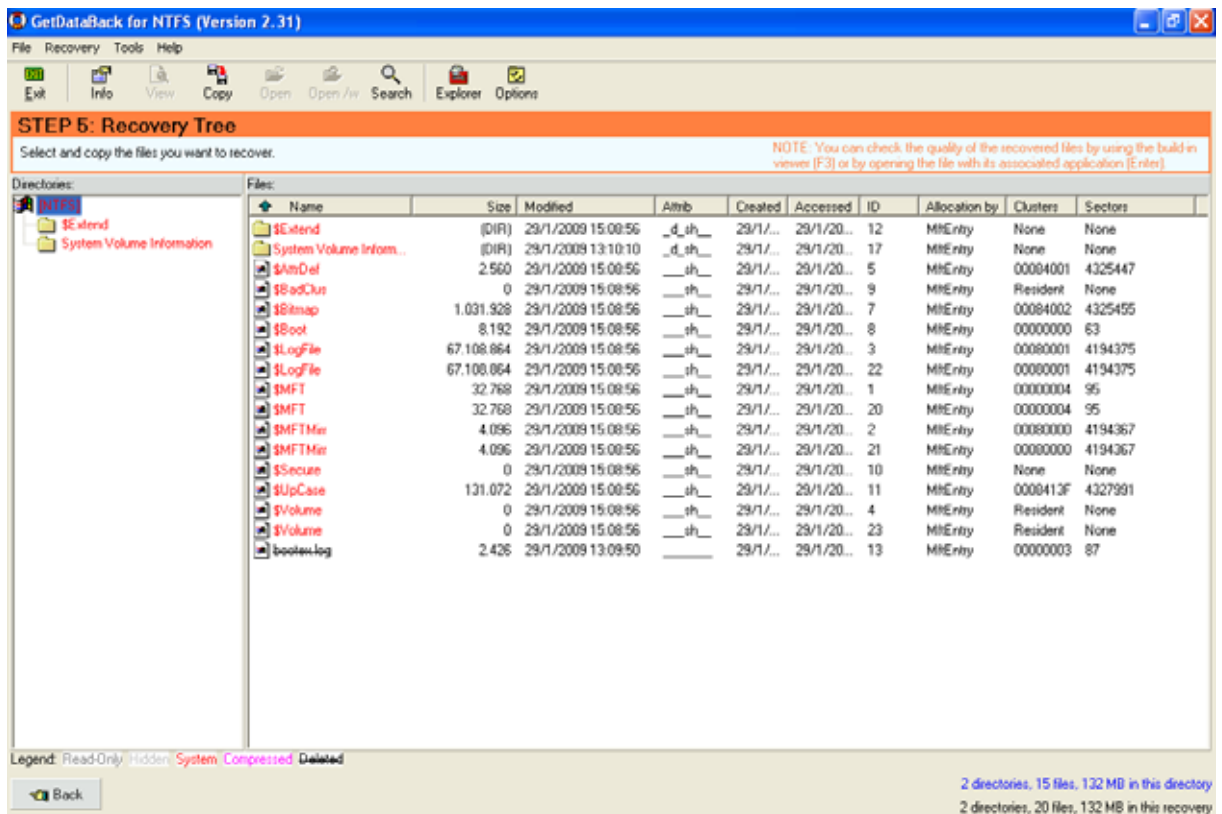 GetDataBack for NTFS (Version 2.31)
File Recovery Tools Help
EXIT
Exit Info View Copy Open Open /w Search Explorer Options
STEP 5: Recovery Tree
Select and copy the files you want to recover.
NOTE: You can check the quality of the recovered files by using the build-in
viewer (F3) or by opening the file with its associated application (Enter).
Directories:
[NTFS]
$Extend
System Volume Information
Files:
Name Size Modified Attrib Created Accessed ID Allocation by Clusters Sectors
$Extend (DIR) 29/1/2009 15:08:56 _d_sh__ 29/1/... 29/1/20... 12 MftEntry None None
System Volume Inform... (DIR) 29/1/2009 13:10:10 _d_sh__ 29/1/... 29/1/20... 17 MftEntry None None
$AttrDef 2.560 29/1/2009 15:08:56 ___sh__ 29/1/... 29/1/20... 5 MftEntry 00084001 4325447
$BadClus 0 29/1/2009 15:08:56 ___sh__ 29/1/... 29/1/20... 9 MftEntry Resident None
$Bitmap 1.031.928 29/1/2009 15:08:56 ___sh__ 29/1/... 29/1/20... 7 MftEntry 00084002 4325455
$Boot 8.192 29/1/2009 15:08:56 ___sh__ 29/1/... 29/1/20... 8 MftEntry 00000000 63
$LogFile 67.108.864 29/1/2009 15:08:56 ___sh__ 29/1/... 29/1/20... 3 MftEntry 00080001 4194375
$LogFile 67.108.864 29/1/2009 15:08:56 ___sh__ 29/1/... 29/1/20... 22 MftEntry 00080001 4194375
$MFT 32.768 29/1/2009 15:08:56 ___sh__ 29/1/... 29/1/20... 1 MftEntry 00000004 95
$MFT 32.768 29/1/2009 15:08:56 ___sh__ 29/1/... 29/1/20... 20 MftEntry 00000004 95
$MFTMirr 4.096 29/1/2009 15:08:56 ___sh__ 29/1/... 29/1/20... 2 MftEntry 00080000 4194367
$MFTMirr 4.096 29/1/2009 15:08:56 ___sh__ 29/1/... 29/1/20... 21 MftEntry 00080000 4194367
$Secure 0 29/1/2009 15:08:56 ___sh__ 29/1/... 29/1/20... 10 MftEntry None None
$UpCase 131.072 29/1/2009 15:08:56 ___sh__ 29/1/... 29/1/20... 11 MftEntry 0008413F 4327991
$Volume 0 29/1/2009 15:08:56 ___sh__ 29/1/... 29/1/20... 4 MftEntry Resident None
$Volume 0 29/1/2009 15:08:56 ___sh__ 29/1/... 29/1/20... 23 MftEntry Resident None
bootex.log 2.426 29/1/2009 13:09:50 _______ 29/1/... 29/1/20... 13 MftEntry 00000003 87
Legend: Read-Only Hidden System Compressed Deleted
Back
2 directories, 15 files, 132 MB in this directory
2 directories, 20 files, 132 MB in this recovery